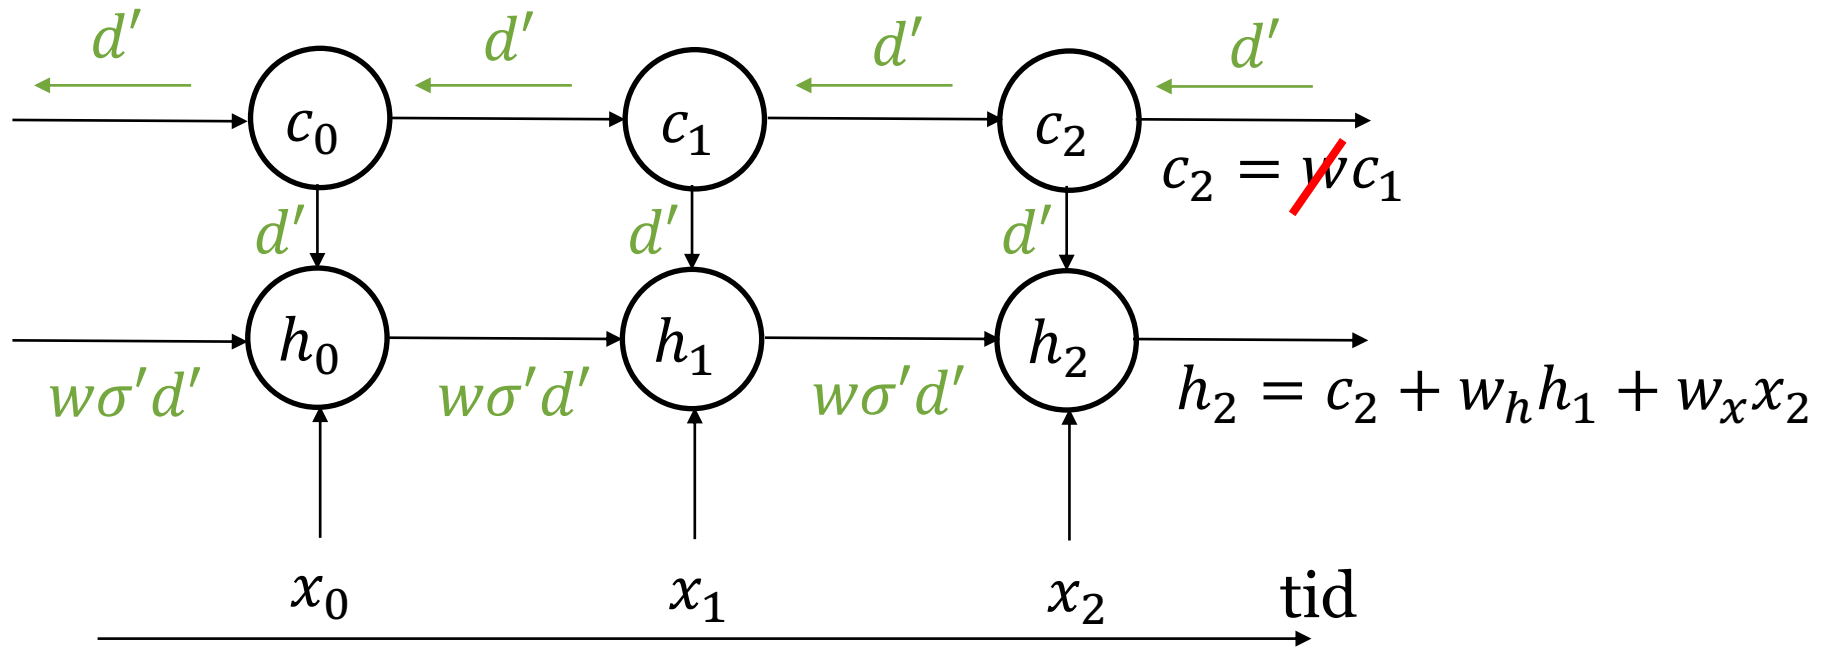 d′ d′ d′ d′
c₀ c₁ c₂
c₂ = wc₁
d′ d′ d′
h₀ h₁ h₂
wσ′d′ wσ′d′ wσ′d′
h₂ = c₂ + wₕh₁ + wₓx₂
x₀ x₁ x₂
tid